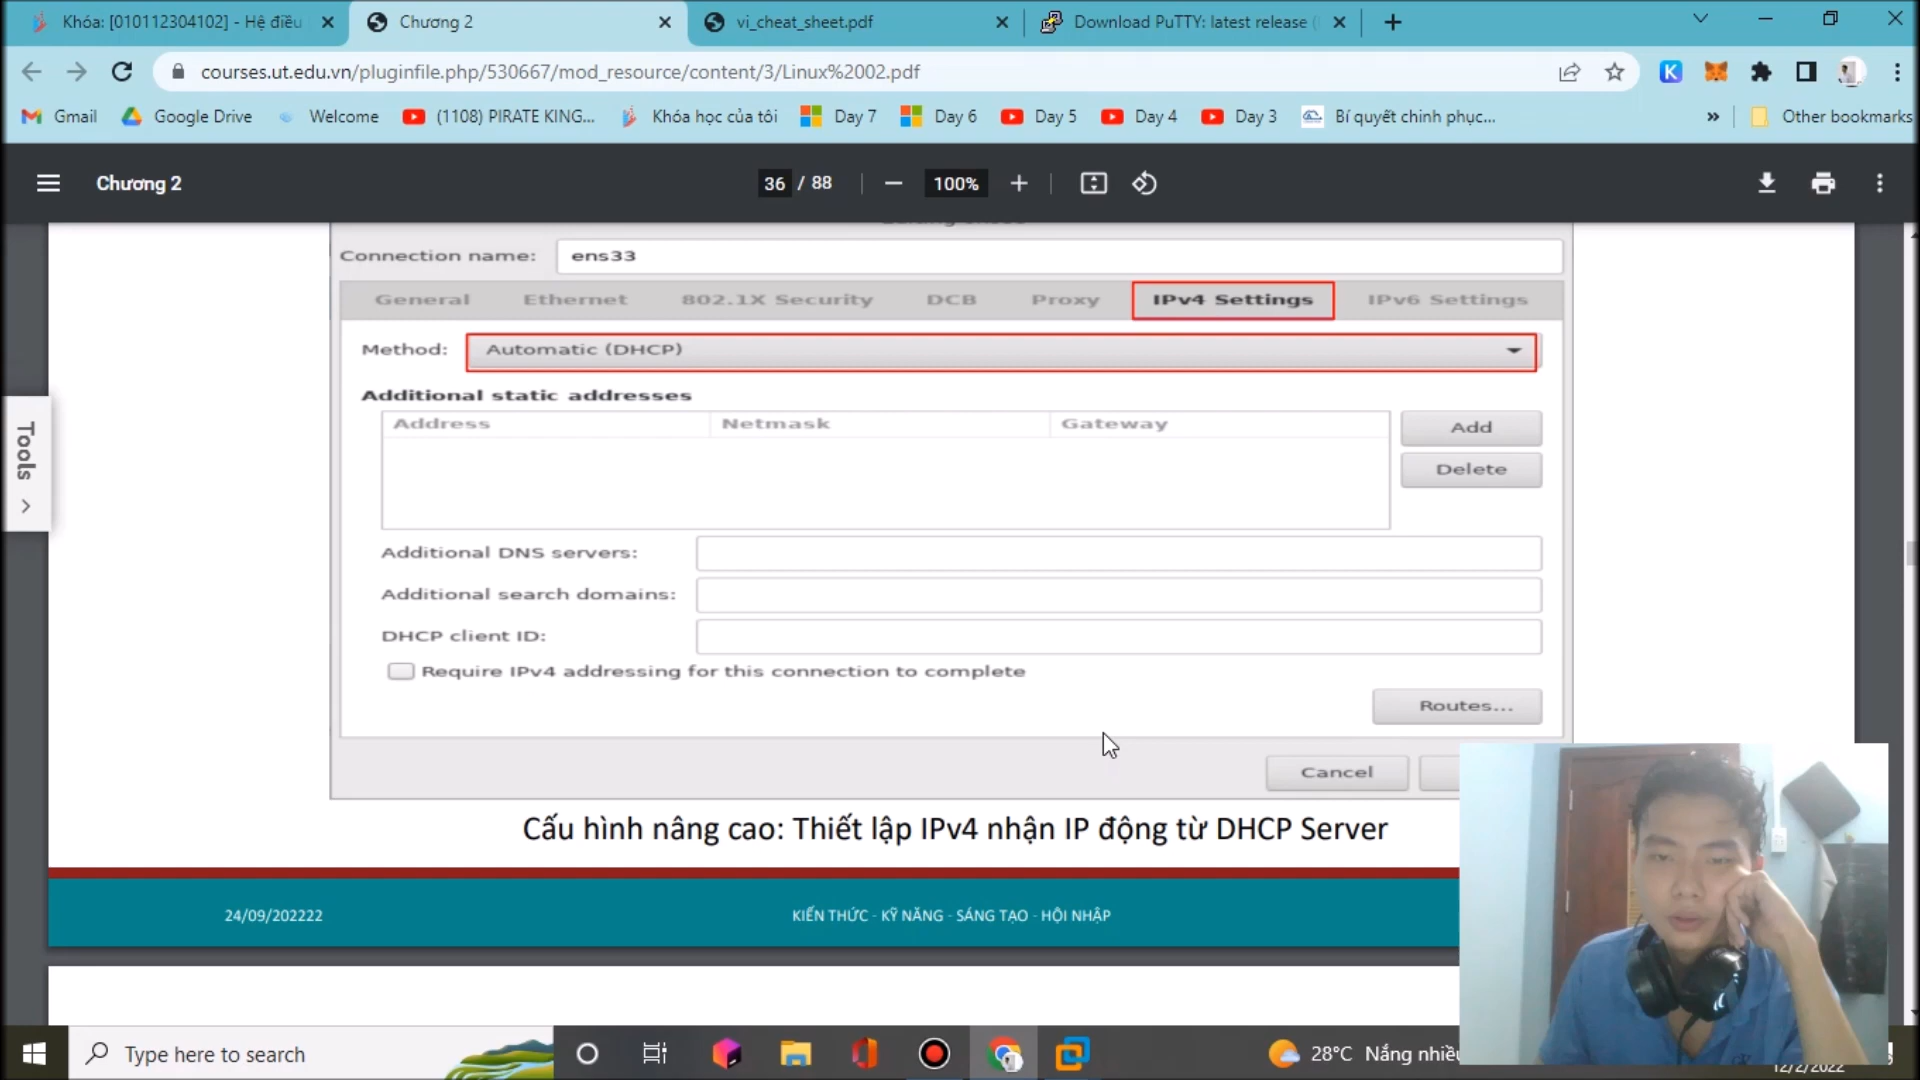 Khóa: [010112304102] - Hệ điều
Chương 2
vi_cheat_sheet.pdf
Download PuTTY: latest release (
courses.ut.edu.vn/pluginfile.php/530667/mod_resource/content/3/Linux%2002.pdf
Gmail
Google Drive
Welcome
(1108) PIRATE KING...
Khóa học của tôi
Day 7
Day 6
Day 5
Day 4
Day 3
Bí quyết chinh phục...
»
Other bookmarks
Chương 2
36 / 88
100%
Connection name: ens33
General Ethernet 802.1X Security DCB Proxy IPv4 Settings IPv6 Settings
Method: Automatic (DHCP)
Additional static addresses
Address Netmask Gateway
Add
Delete
Tools
Additional DNS servers:
Additional search domains:
DHCP client ID:
Require IPv4 addressing for this connection to complete
Routes...
Cancel
Cấu hình nâng cao: Thiết lập IPv4 nhận IP động từ DHCP Server
24/09/202222
KIẾN THỨC - KỸ NĂNG - SÁNG TẠO - HỘI NHẬP
Type here to search
28°C Nắng nhiều
12/2/2022